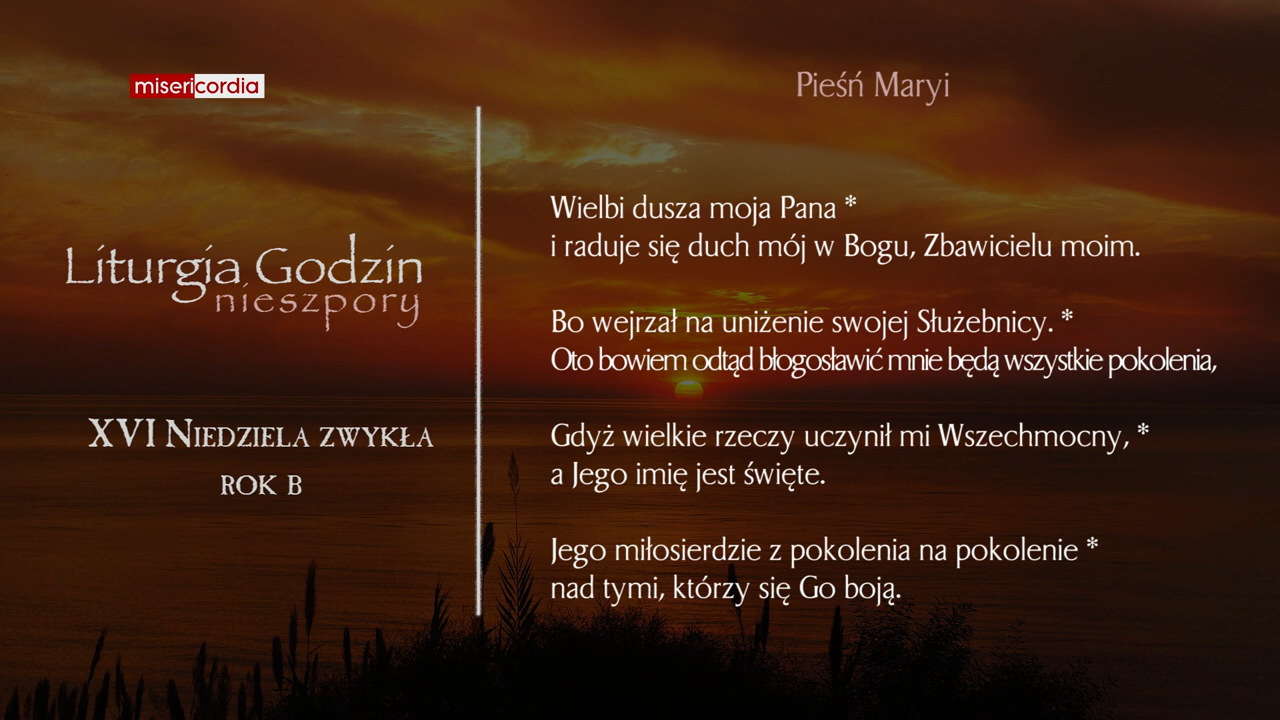 misericordia
Liturgia Godzin
nieszpory
XVI Niedziela zwykła
rok B
Pieśń Maryi
Wielbi dusza moja Pana *
i raduje się duch mój w Bogu, Zbawicielu moim.
Bo wejrzał na uniżenie swojej Służebnicy. *
Oto bowiem odtąd błogosławić mnie będą wszystkie pokolenia,
Gdyż wielkie rzeczy uczynił mi Wszechmocny, *
a Jego imię jest święte.
Jego miłosierdzie z pokolenia na pokolenie *
nad tymi, którzy się Go boją.